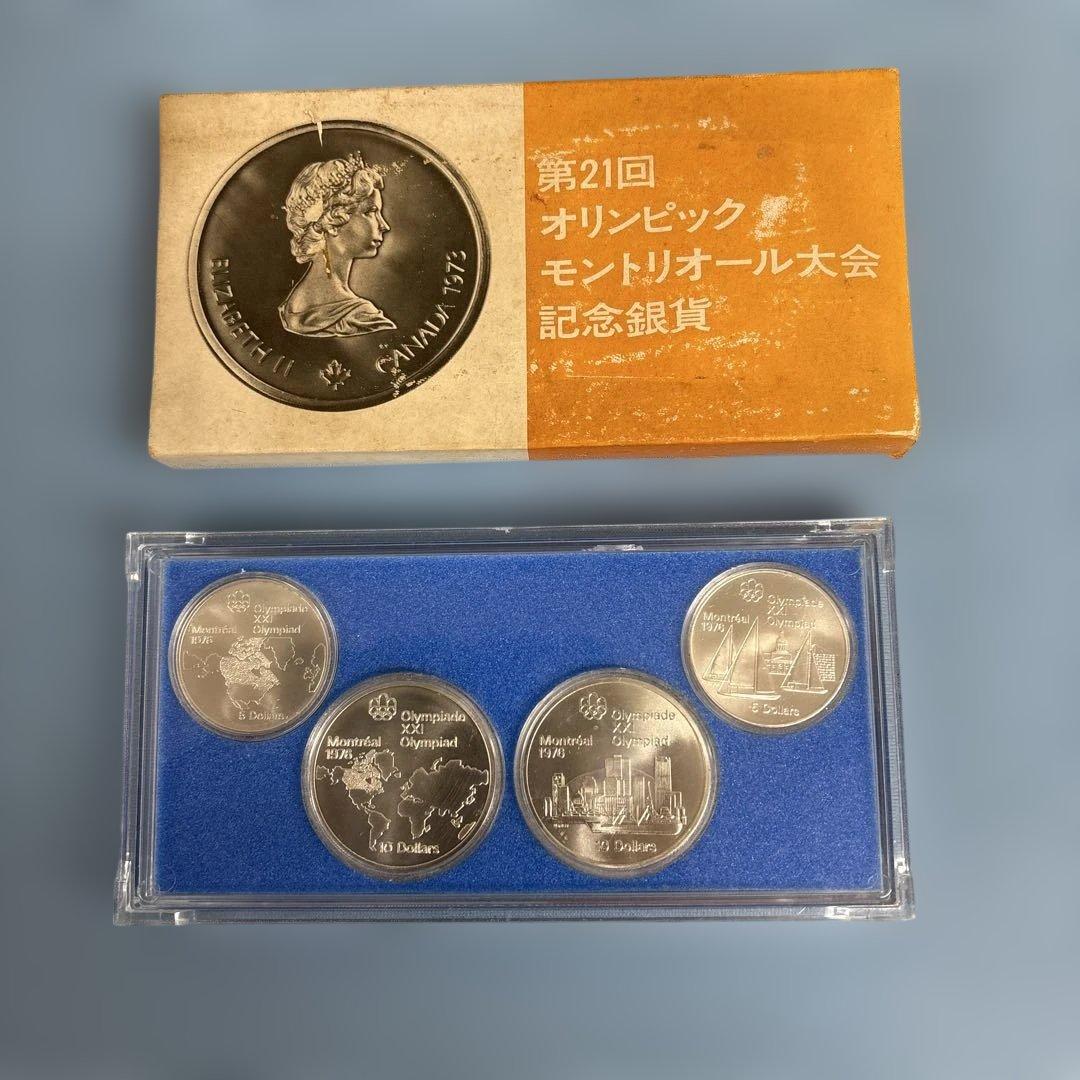 ELIZABETH II
CANADA 1973
第21回
オリンピック
モントリオール大会
記念銀貨
Olympiade
XXI
Montréal Olympiad
1976
5 Dollars
Olympiade
XXI
Montréal Olympiad
1976
10 Dollars
Olympiade
XXI
Montréal Olympiad
1976
10 Dollars
Olympiade
XXI
Montréal Olympiad
1976
5 Dollars